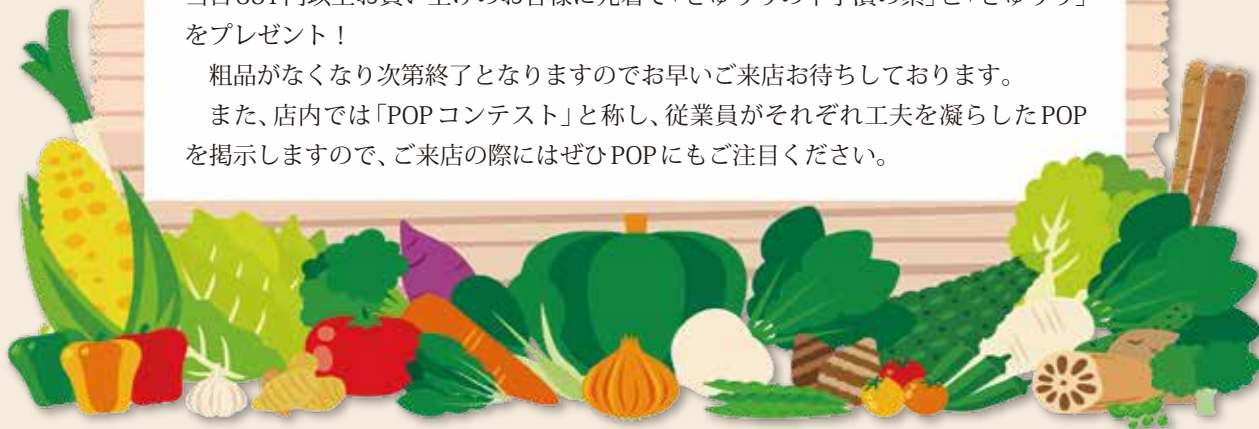 をプレゼント！
粗品がなくなり次第終了となりますのでお早いご来店お待ちしております。
また、店内では「POPコンテスト」と称し、従業員がそれぞれ工夫を凝らしたPOP
を掲示しますので、ご来店の際にはぜひPOPにもご注目ください。